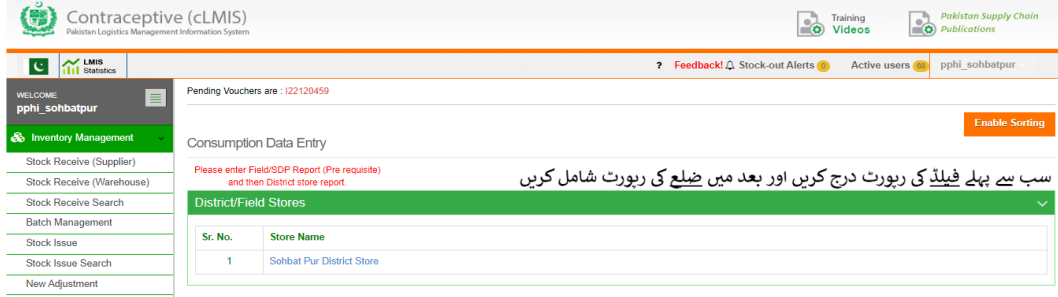 Contraceptive (cLMIS)
Pakistan Logistics Management Information System
Training
Videos
Pakistan Supply Chain
Publications
LMIS
Statistics
? Feedback! Stock-out Alerts 0 Active users 66 pphi_sohbatpur
WELCOME
pphi_sohbatpur
Pending Vouchers are : I22120459
Enable Sorting
Inventory Management
Consumption Data Entry
Stock Receive (Supplier)
Stock Receive (Warehouse)
Stock Receive Search
Batch Management
Stock Issue
Stock Issue Search
New Adjustment
Please enter Field/SDP Report (Pre requisite)
and then District store report
سب سے پہلے فیلڈ کی رپورٹ درج کریں اور بعد میں ضلع کی رپورٹ شامل کریں
District/Field Stores
Sr. No. Store Name
1 Sohbat Pur District Store